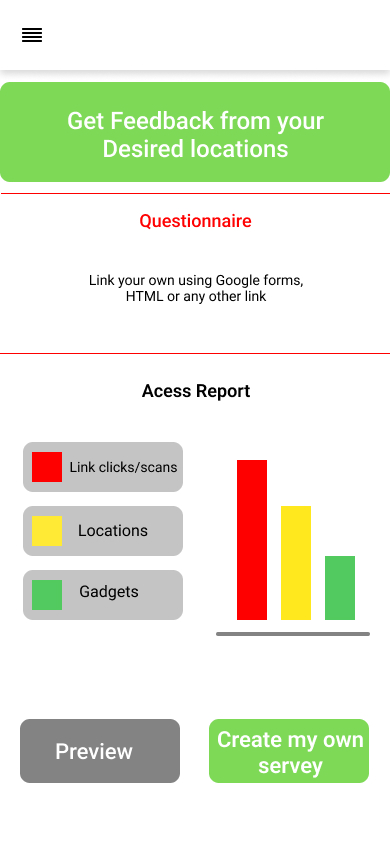 Get Feedback from your
Desired locations
Questionnaire
Link your own using Google forms,
HTML or any other link
Acess Report
Link clicks/scans
Locations
Gadgets
Preview
Create my own
servey